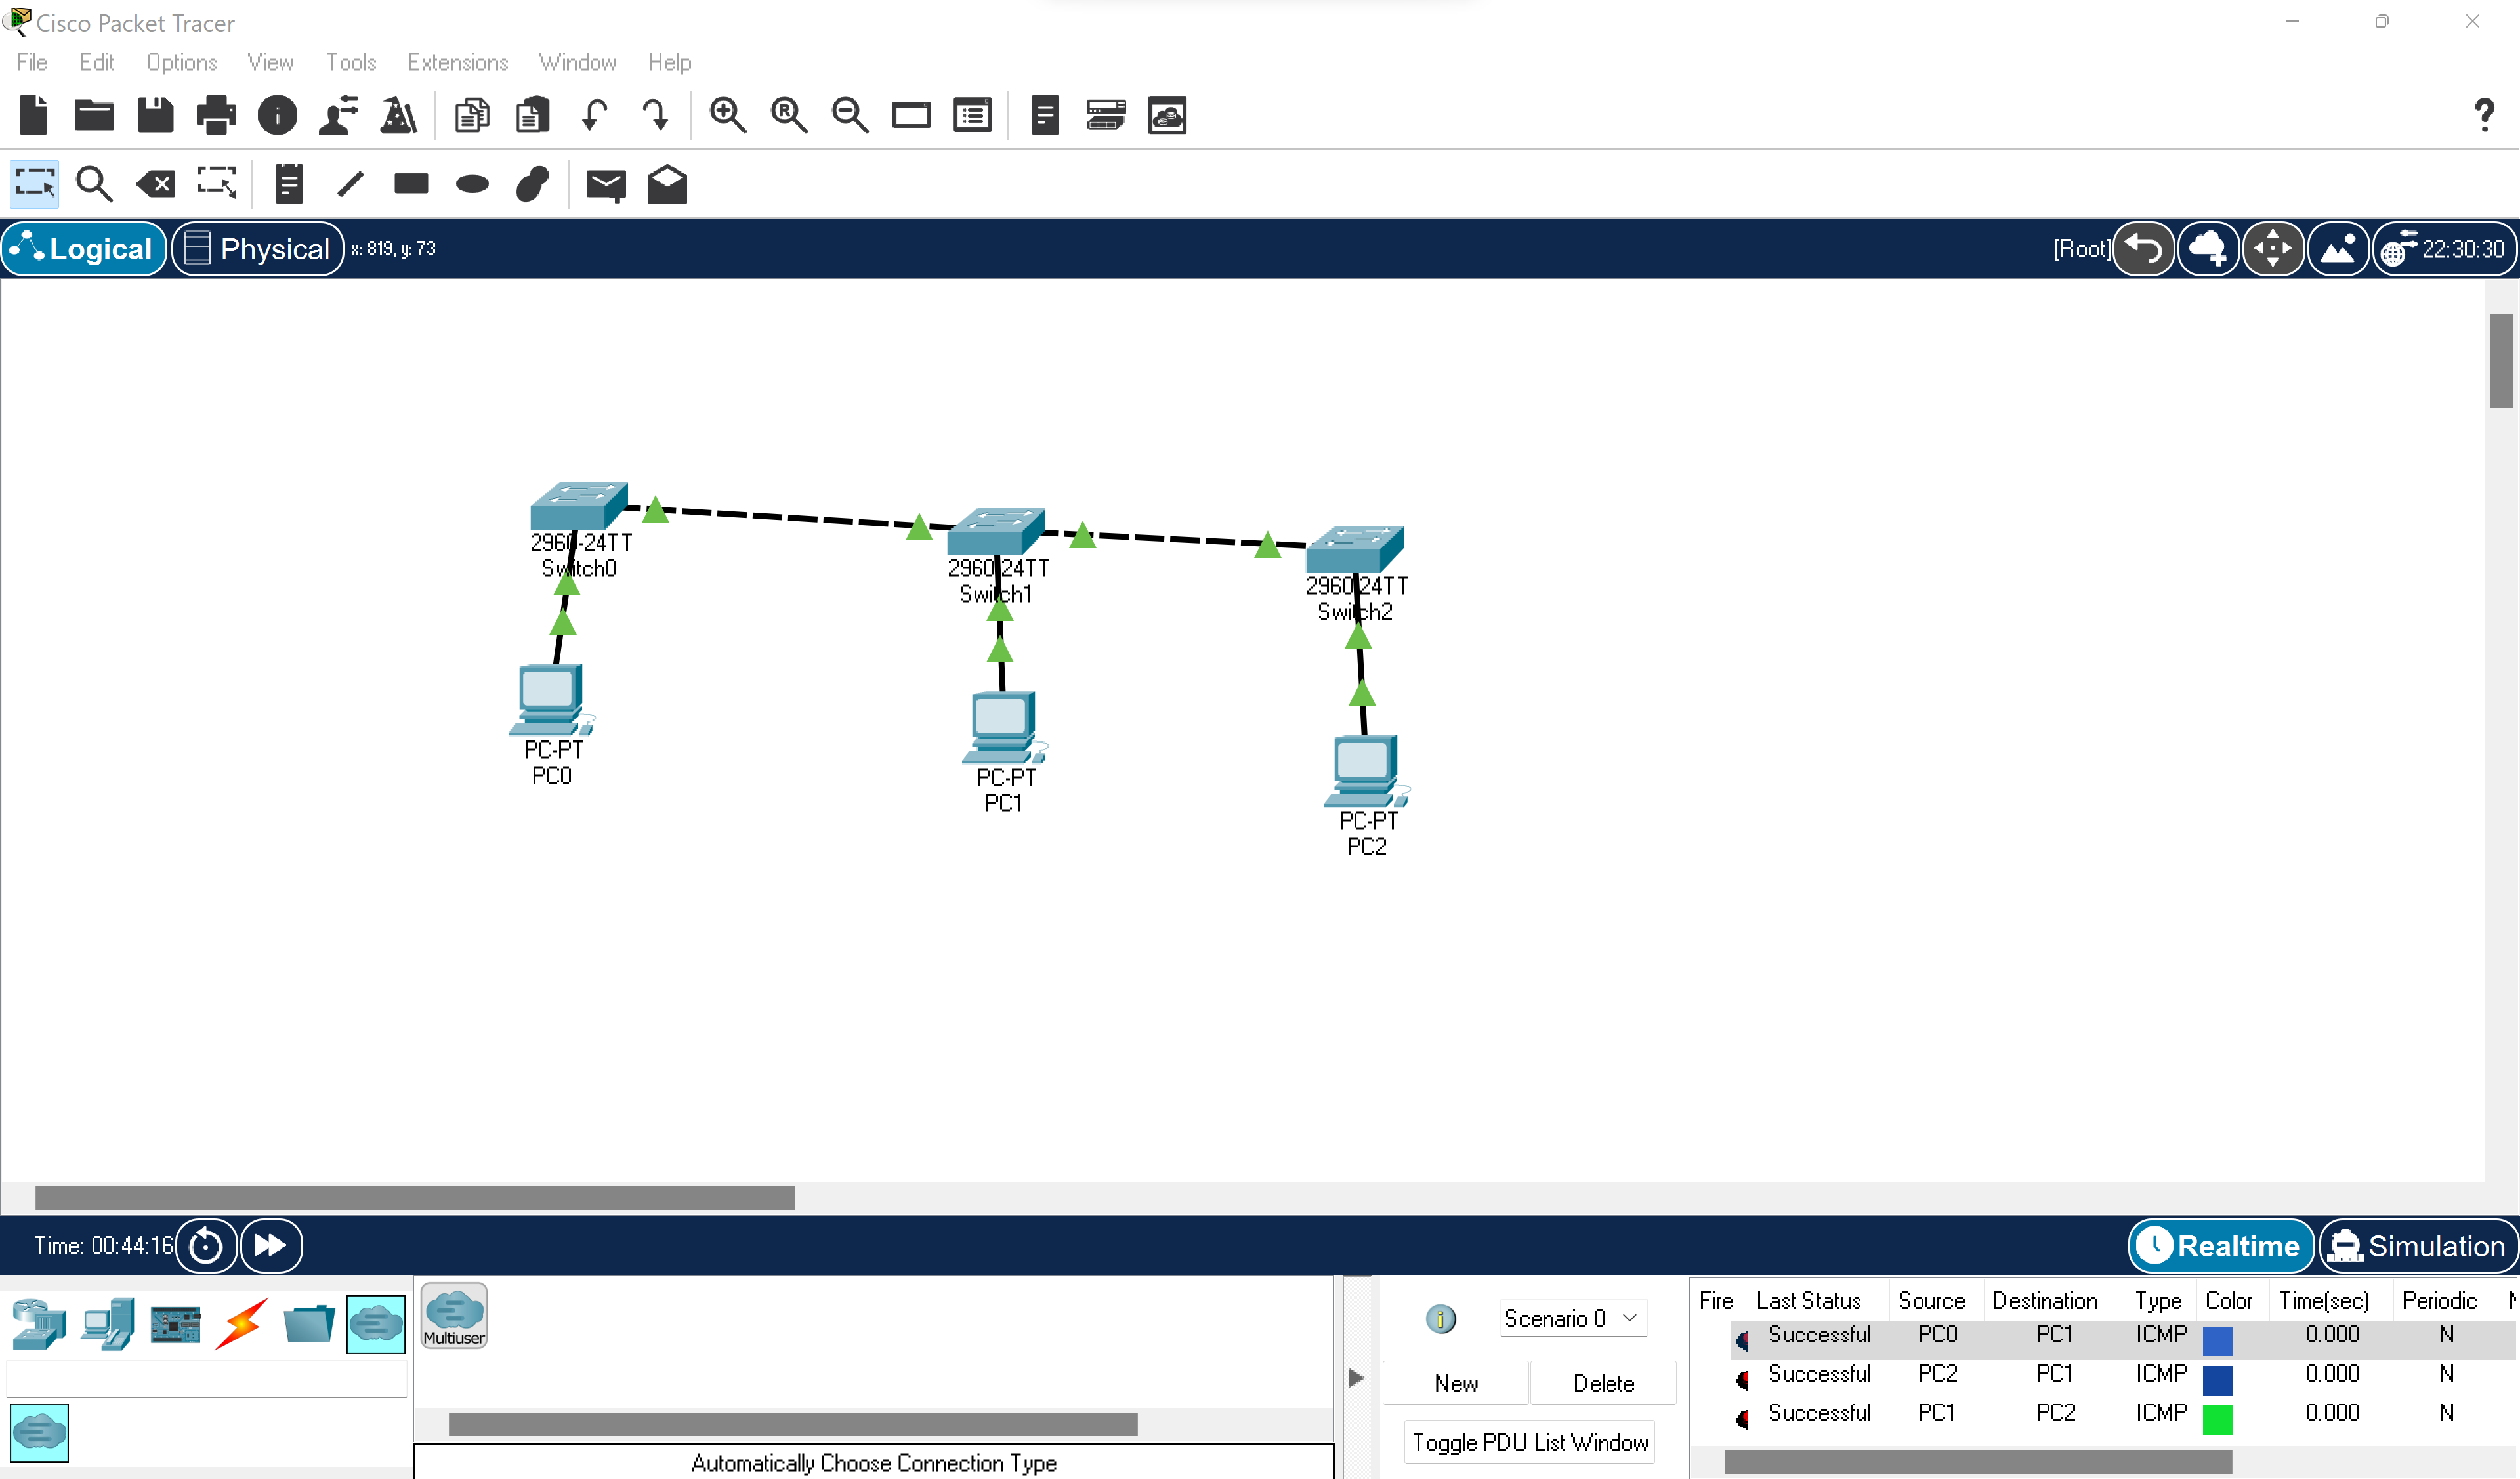 Cisco Packet Tracer
File Edit Options View Tools Extensions Window Help
Logical Physical x: 819, y: 73 [Root] 22:30:30
2960-24TT
Switch0
2960-24TT
Switch1
2960-24TT
Switch2
PC-PT
PC0
PC-PT
PC1
PC-PT
PC2
Time: 00:44:16 Realtime Simulation
Multiuser
Automatically Choose Connection Type
Scenario 0
New Delete
Toggle PDU List Window
Fire Last Status Source Destination Type Color Time(sec) Periodic
Successful PC0 PC1 ICMP 0.000 N
Successful PC2 PC1 ICMP 0.000 N
Successful PC1 PC2 ICMP 0.000 N